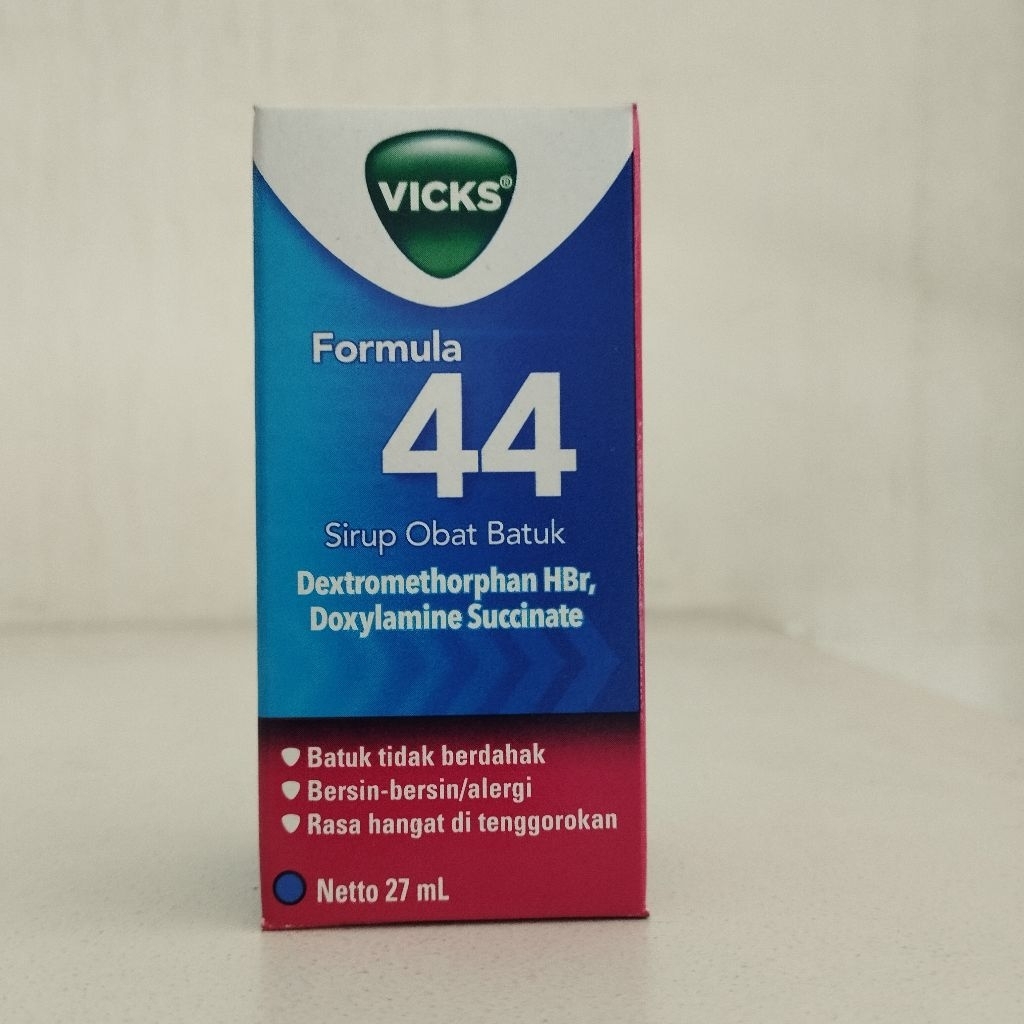 VICKS®
Formula
44
Sirup Obat Batuk
Dextromethorphan HBr,
Doxylamine Succinate
Batuk tidak berdahak
Bersin-bersin/alergi
Rasa hangat di tenggorokan
Netto 27 mL